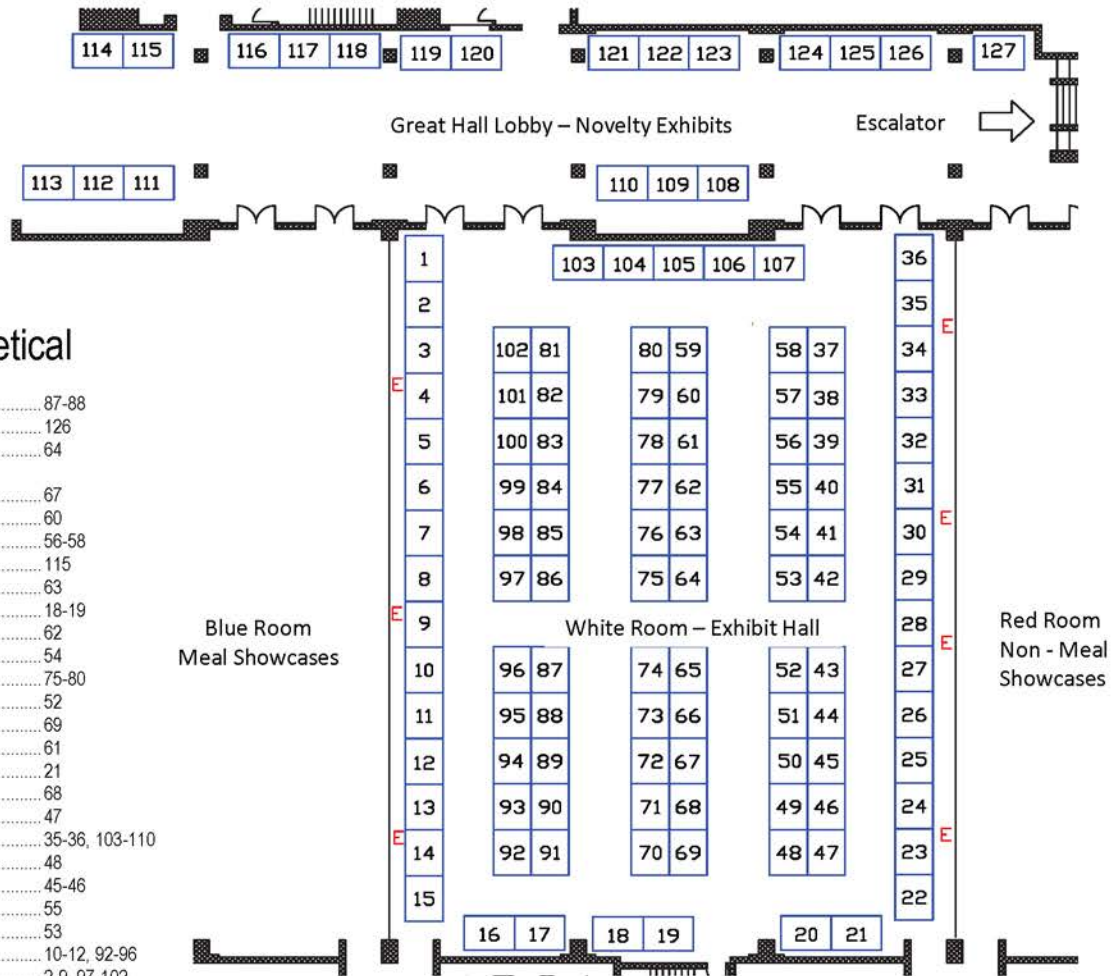 114 115 116 117 118 119 120 121 122 123 124 125 126 127
Great Hall Lobby – Novelty Exhibits Escalator
113 112 111 110 109 108
1 103 104 105 106 107 36
2 35
E
etical
3 102 81 80 59 58 37 34
E
4 101 82 79 60 57 38 33
5 100 83 78 61 56 39 32
6 99 84 77 62 55 40 31
E
7 98 85 76 63 54 41 30
8 97 86 75 64 53 42 29
E
9 White Room – Exhibit Hall 28
E
Blue Room
Meal Showcases
Red Room
Non - Meal
Showcases
10 96 87 74 65 52 43 27
11 95 88 73 66 51 44 26
12 94 89 72 67 50 45 25
13 93 90 71 68 49 46 24
E E
14 92 91 70 69 48 47 23
15 22
16 17 18 19 20 21
.......... 87-88
.......... 126
.......... 64
.......... 67
.......... 60
.......... 56-58
.......... 115
.......... 63
.......... 18-19
.......... 62
.......... 54
.......... 75-80
.......... 52
.......... 69
.......... 61
.......... 21
.......... 68
.......... 47
.......... 35-36, 103-110
.......... 48
.......... 45-46
.......... 55
.......... 53
.......... 10-12, 92-96